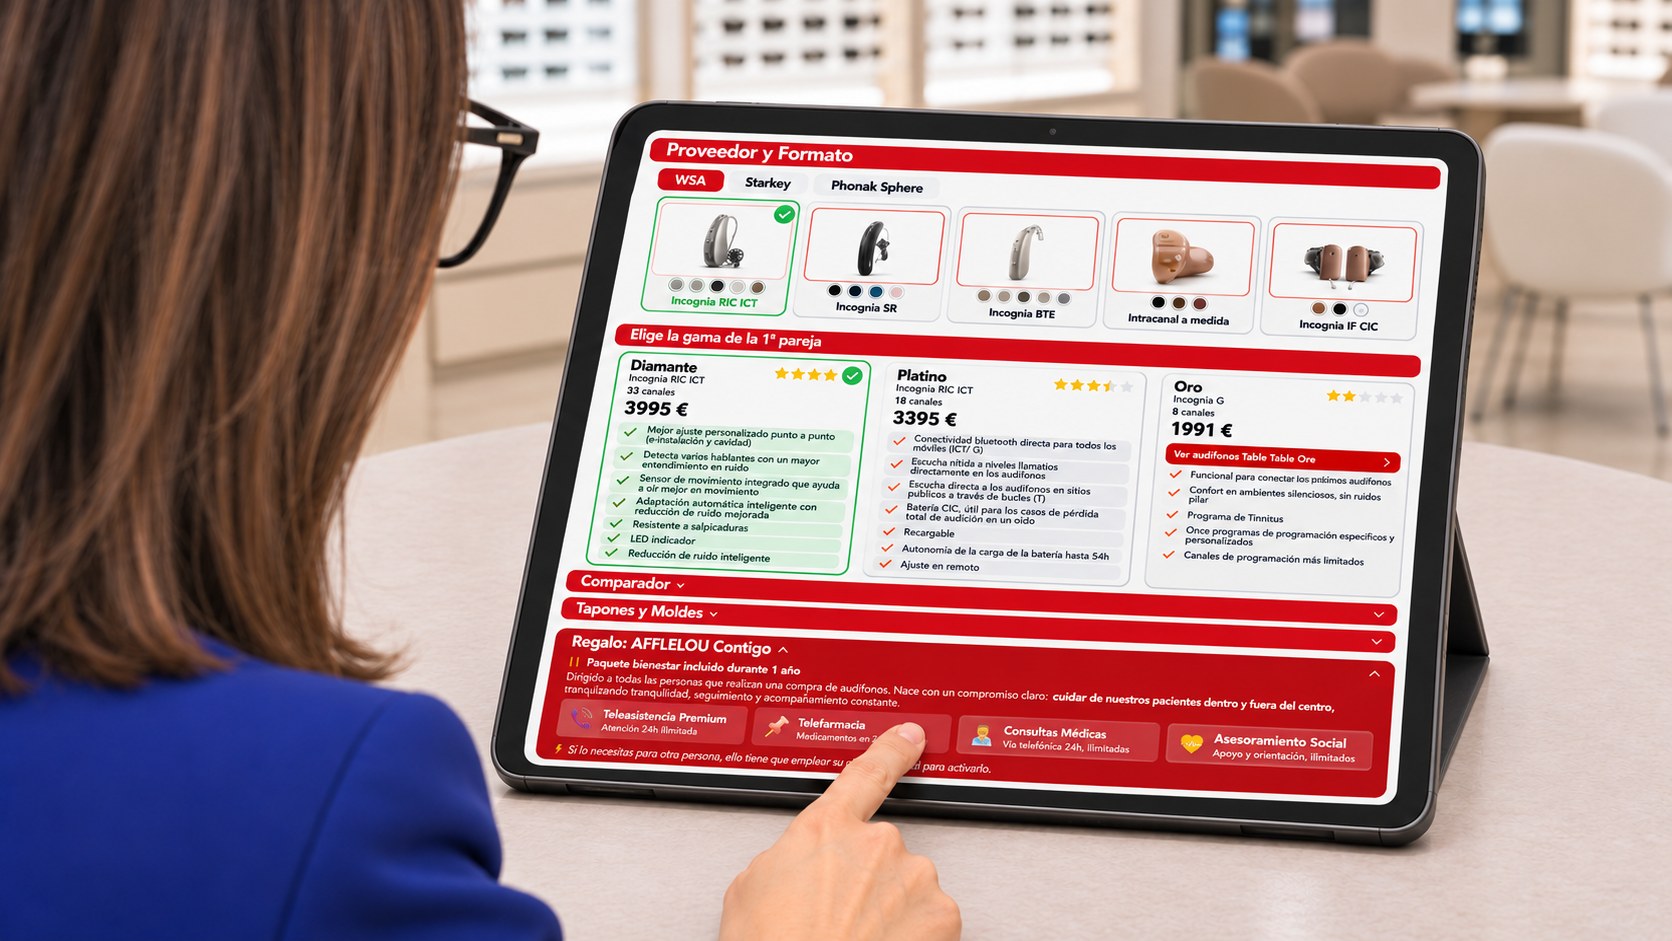 Proveedor y Formato
WSA
Starkey
Phonak Sphere
Incognia RIC ICT
Incognia SR
Incognia BTE
Intracanal a medida
Incognia IF CIC
Elige la gama de la 1ª pareja
Diamante
Incognia RIC ICT
33 canales
3995 €
Mejor ajuste personalizado punto a punto
(e-instalación y cavidad)
Detecta varios hablantes con un mayor
entendimiento en ruido
Sensor de movimiento integrado que ayuda
a oír mejor en movimiento
Adaptación automática inteligente con
reducción de ruido mejorada
Resistente a salpicaduras
LED indicador
Reducción de ruido inteligente
Platino
Incognia RIC ICT
18 canales
3395 €
Conectividad bluetooth directa para todos los
móviles (ICT/ G)
Escucha nítida a niveles llamatios
directamente en los audífonos
Escucha directa a los audífonos en sitios
publicos a través de bucles (T)
Batería CIC, útil para los casos de pérdida
total de audición en un oído
Recargable
Autonomía de la carga de la batería hasta 54h
Ajuste en remoto
Oro
Incognia G
8 canales
1991 €
Ver audífonos Table Table Ore
Funcional para conectar los audífonos
Confort en ambientes silenciosos, sin ruidos
pilar
Programa de Tinnitus
Once programas de programación especificos y
personalizados
Canales de programación más limitados
Comparador
Tapones y Moldes
Regalo: AFFLELOU Contigo
Paquete bienestar incluido durante 1 año
Dirigido a todas las personas que realizan una compra de audífonos. Nace con un compromiso claro: cuidar de nuestros pacientes dentro y fuera del centro,
tranquilzando tranquilidad, seguimiento y acompañamiento constante.
Teleasistencia Premium
Atención 24h ilimitada
Telefarmacia
Medicamentos en
Consultas Médicas
Vía telefónica 24h, ilimitadas
Asesoramiento Social
Apoyo y orientación, ilimitados
Si lo necesitas para otra persona, ello tiene que emplear su para activarlo.